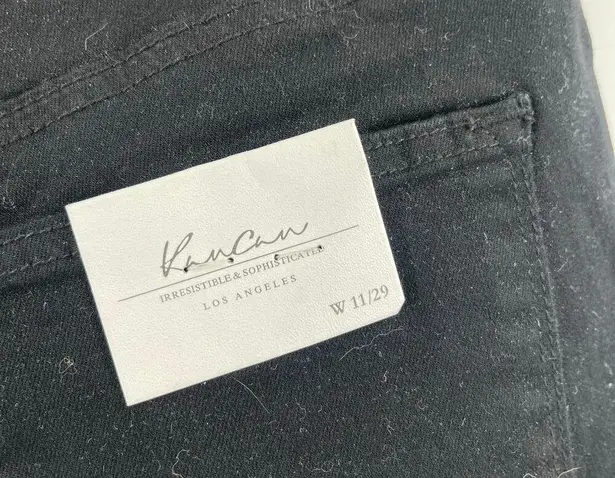 KanCan
IRRESISTIBLE & SOPHISTICATED
LOS ANGELES
W 11/29